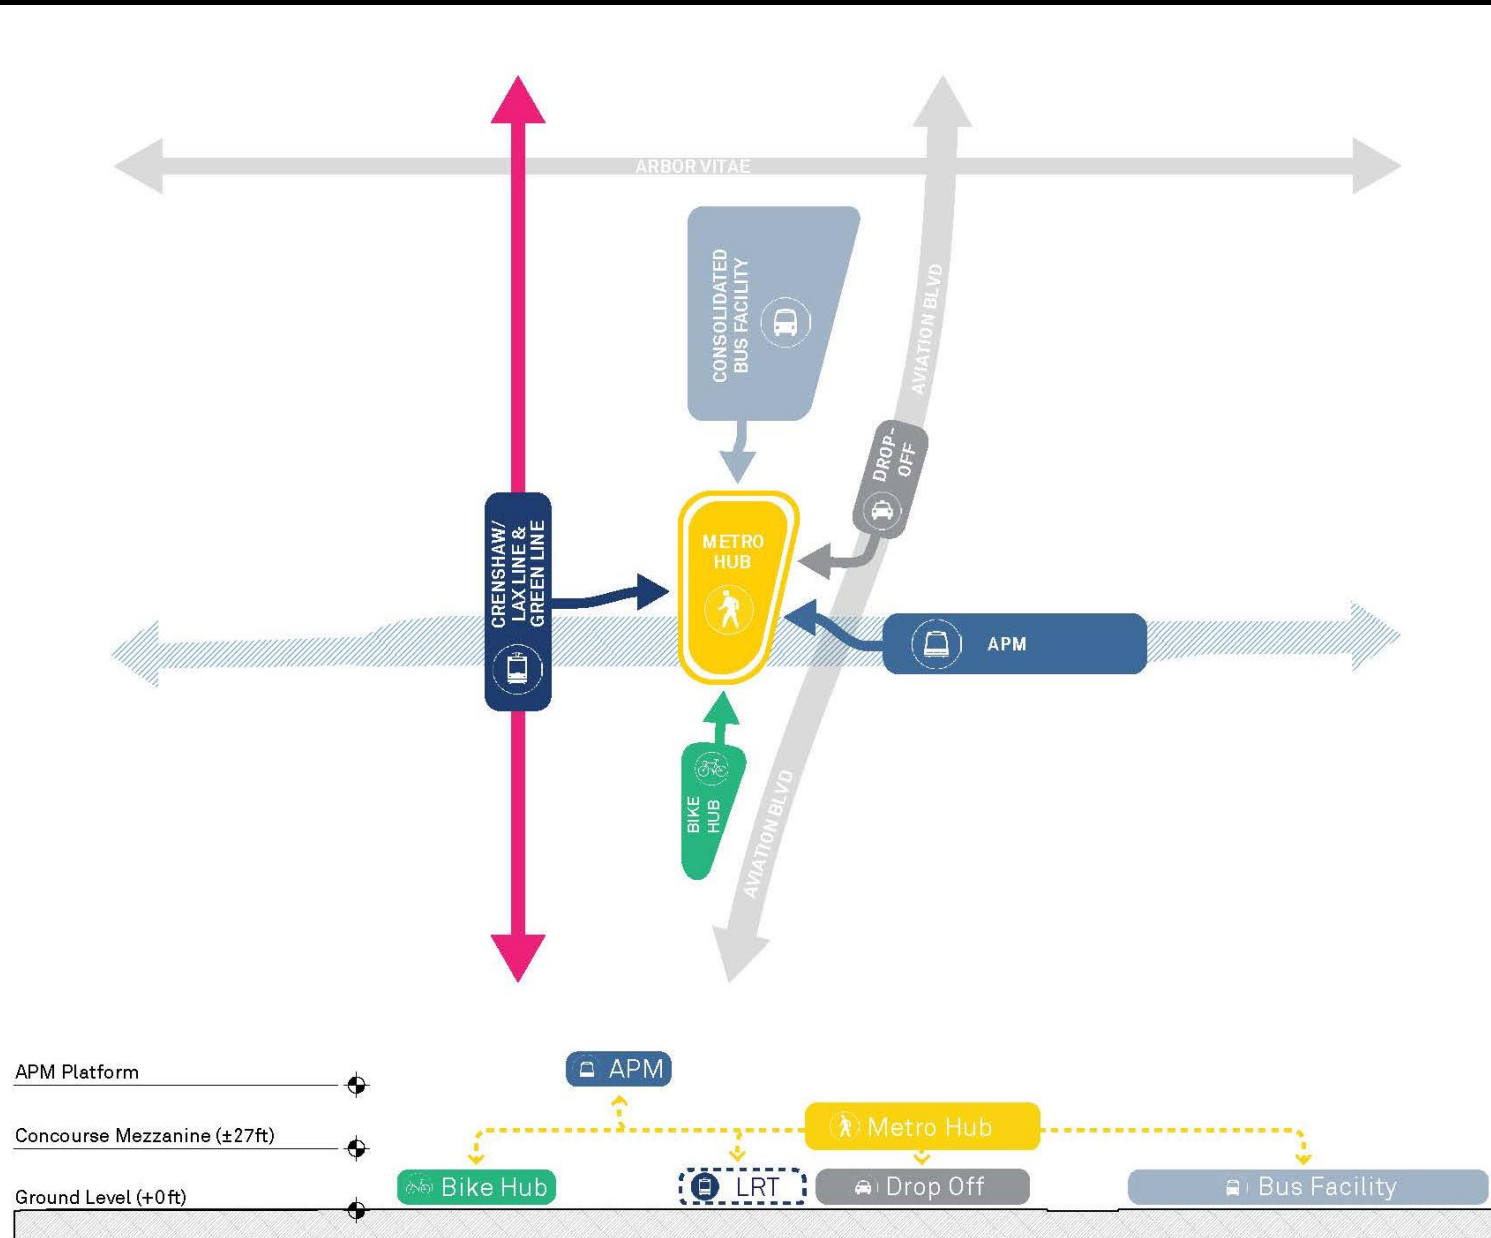 ARBOR VITAE
CONSOLIDATED
BUS FACILITY
AVIATION BLVD
DROP-
OFF
CRENSHAW/
LAX LINE &
GREEN LINE
METRO
HUB
APM
BIKE
HUB
AVIATION BLVD
APM Platform
APM
Concourse Mezzanine (±27ft)
Metro Hub
Ground Level (+0ft)
Bike Hub
LRT
Drop Off
Bus Facility